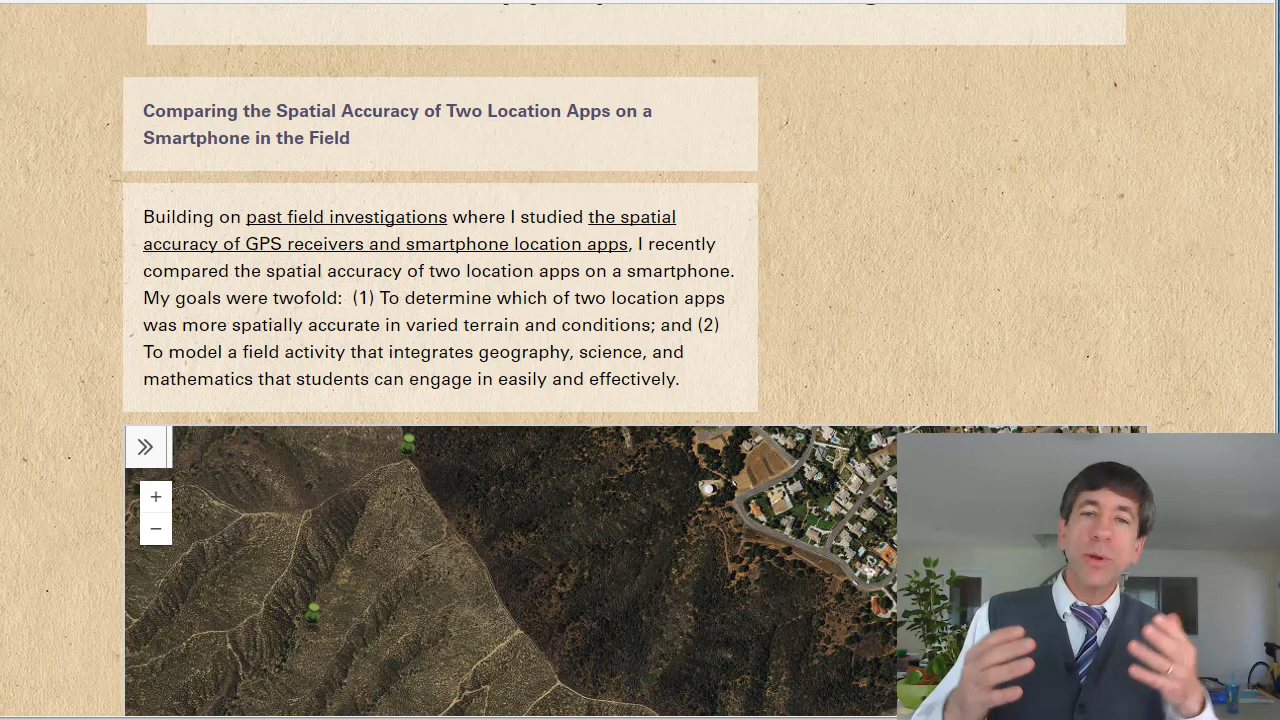 Comparing the Spatial Accuracy of Two Location Apps on a
Smartphone in the Field
Building on past field investigations where I studied the spatial
accuracy of GPS receivers and smartphone location apps, I recently
compared the spatial accuracy of two location apps on a smartphone.
My goals were twofold:  (1) To determine which of two location apps
was more spatially accurate in varied terrain and conditions; and (2)
To model a field activity that integrates geography, science, and
mathematics that students can engage in easily and effectively.